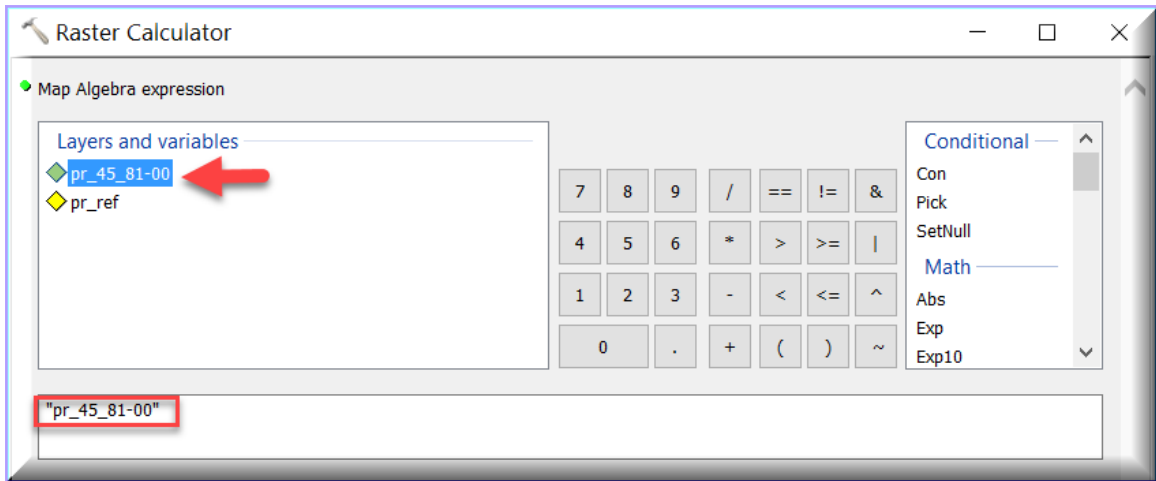 Raster Calculator
Map Algebra expression
Layers and variables
pr_45_81-00
pr_ref
7 8 9 / == != &
4 5 6 * > >= |
1 2 3 - < <= ^
0 . + ( ) ~
Conditional
Con
Pick
SetNull
Math
Abs
Exp
Exp10
"pr_45_81-00"